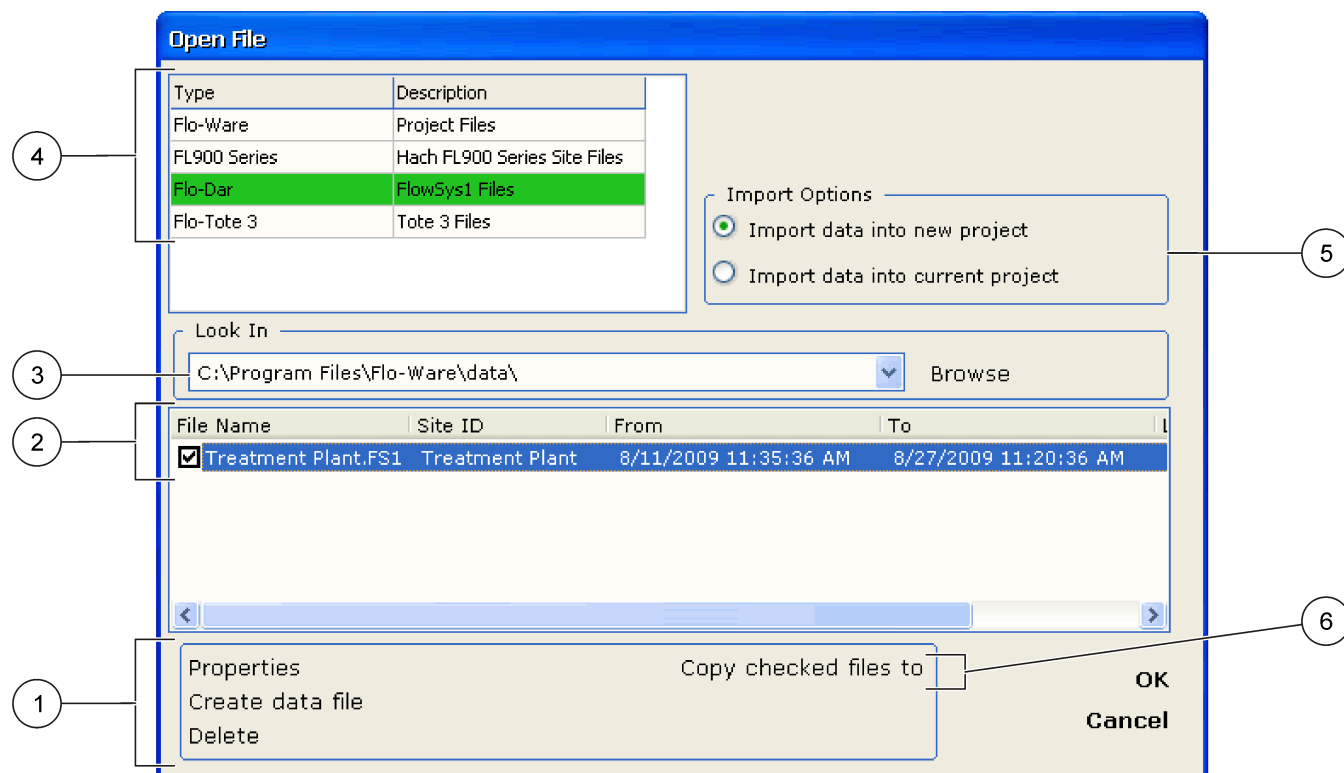 Open File
Type Description
Flo-Ware Project Files
FL900 Series Hach FL900 Series Site Files
Flo-Dar FlowSys1 Files
Flo-Tote 3 Tote 3 Files
4
Import Options
Import data into new project
Import data into current project
5
Look In
C:\Program Files\Flo-Ware\data\ Browse
3
File Name Site ID From To
Treatment Plant.FS1 Treatment Plant 8/11/2009 11:35:36 AM 8/27/2009 11:20:36 AM
2
Properties Copy checked files to
Create data file
Delete
1
6
OK
Cancel